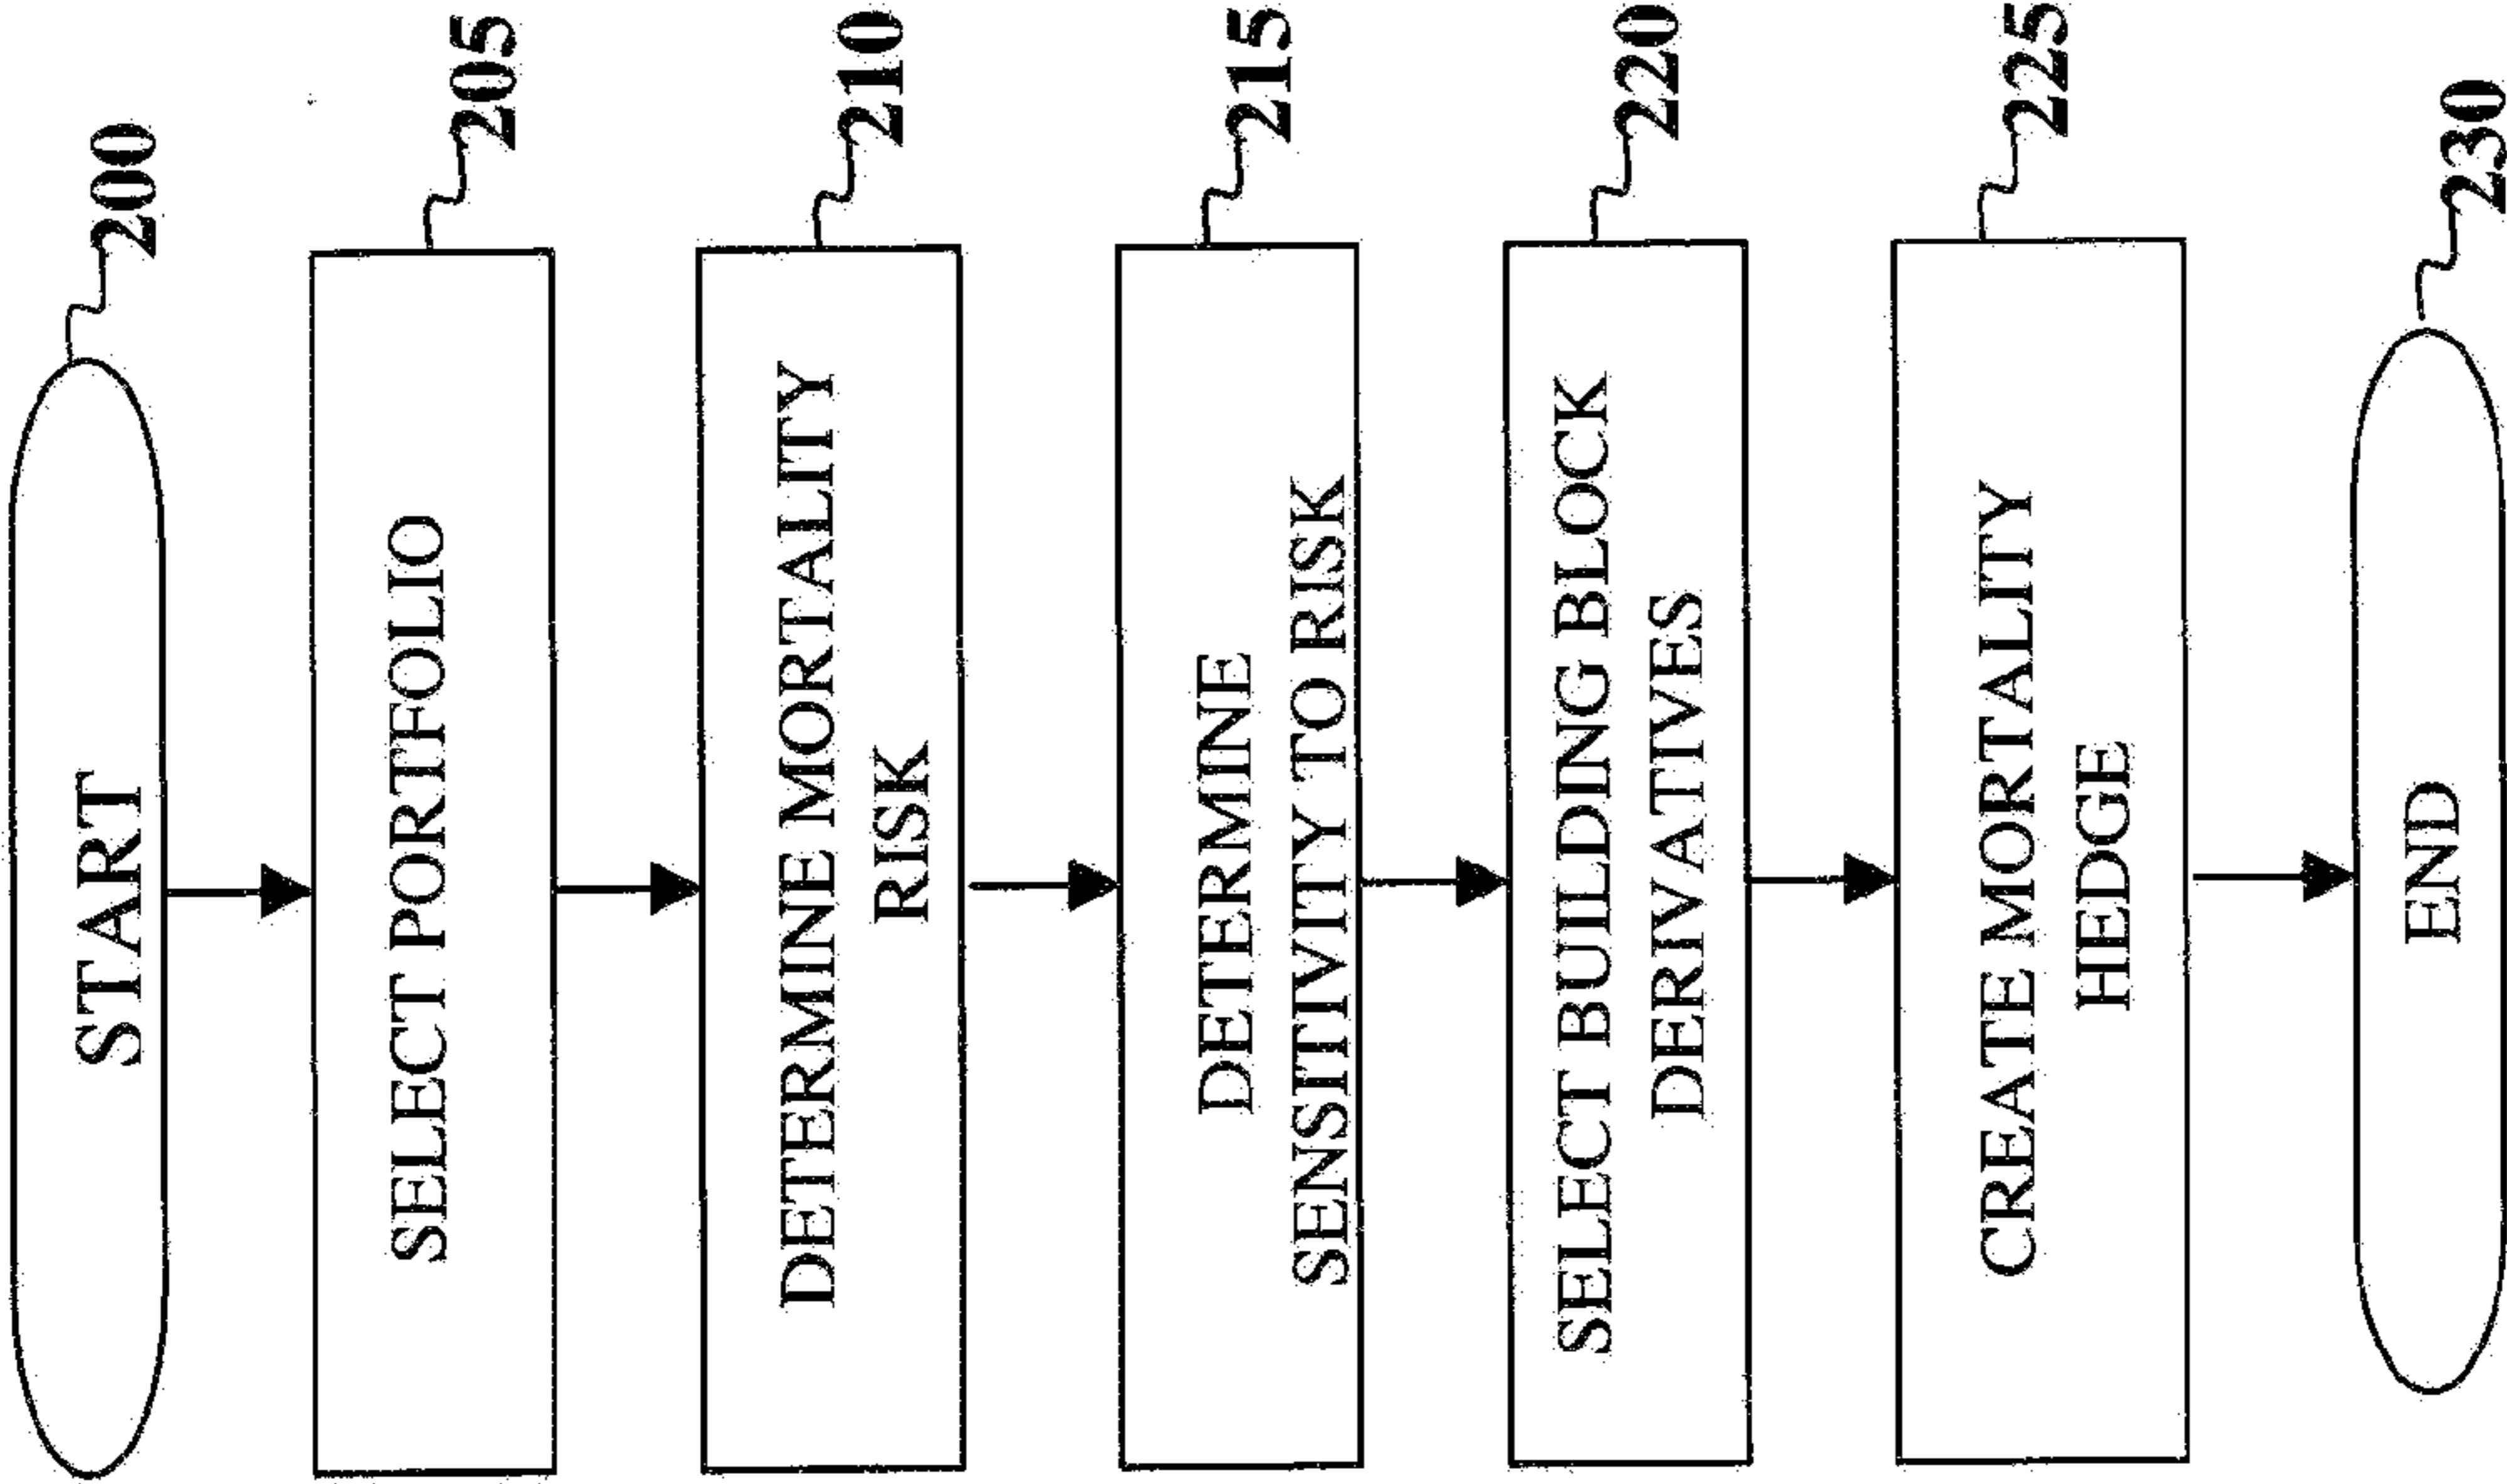 START
200
SELECT PORTFOLIO
205
DETERMINE MORTALITY
RISK
210
DETERMINE
SENSITIVITY TO RISK
215
SELECT BUILDING BLOCK
DERIVATIVES
220
CREATE MORTALITY
HEDGE
225
END
230